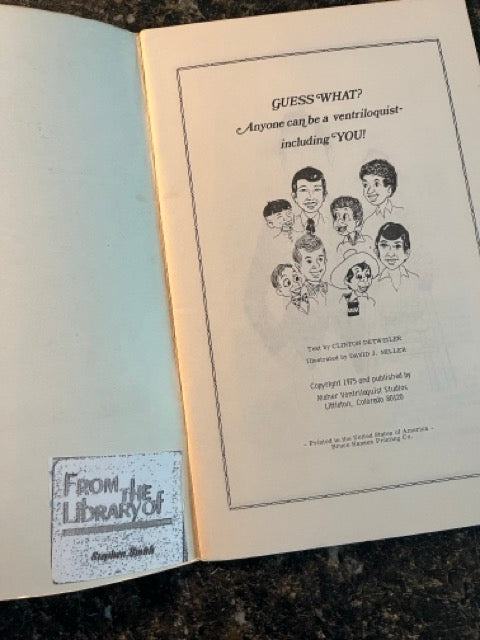 From the
Library of
Stephen
GUESS WHAT?
Anyone can be a ventriloquist-
including YOU!
Text by CLINTON DETWEILER
Illustrated by DAVID J. MILLER
Copyright 1975 and published by
Maher Ventriloquist Studios
Littleton, Colorado 80120
- Printed in the United States of America -
Bruce Hansen Printing Co.